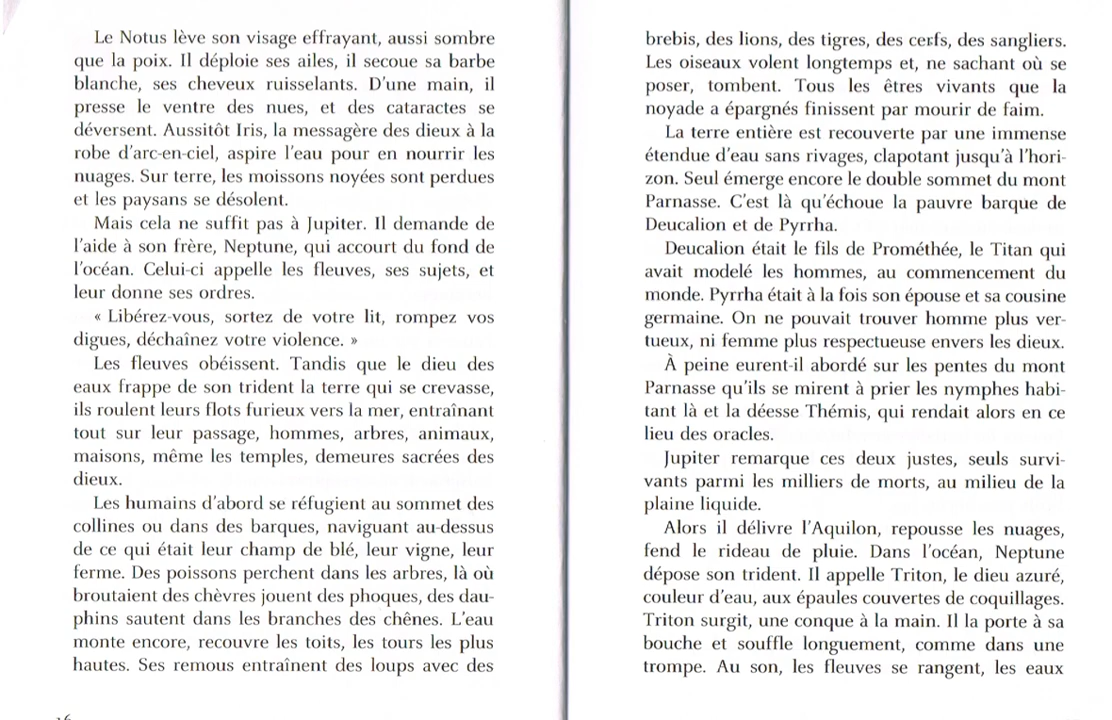 Le Notus lève son visage effrayant, aussi sombre
que la poix. Il déploie ses ailes, il secoue sa barbe
blanche, ses cheveux ruisselants. D'une main, il
presse le ventre des nues, et des cataractes se
déversent. Aussitôt Iris, la messagère des dieux à la
robe d'arc-en-ciel, aspire l'eau pour en nourrir les
nuages. Sur terre, les moissons noyées sont perdues
et les paysans se désolent.
Mais cela ne suffit pas à Jupiter. Il demande de
l'aide à son frère, Neptune, qui accourt du fond de
l'océan. Celui-ci appelle les fleuves, ses sujets, et
leur donne ses ordres.
« Libérez-vous, sortez de votre lit, rompez vos
digues, déchaînez votre violence. »
Les fleuves obéissent. Tandis que le dieu des
eaux frappe de son trident la terre qui se crevasse,
ils roulent leurs flots furieux vers la mer, entraînant
tout sur leur passage, hommes, arbres, animaux,
maisons, même les temples, demeures sacrées des
dieux.
Les humains d'abord se réfugient au sommet des
collines ou dans des barques, naviguant au-dessus
de ce qui était leur champ de blé, leur vigne, leur
ferme. Des poissons perchent dans les arbres, là où
broutaient des chèvres jouent des phoques, des dau-
phins sautent dans les branches des chênes. L'eau
monte encore, recouvre les toits, les tours les plus
hautes. Ses remous entraînent des loups avec des
brebis, des lions, des tigres, des cerfs, des sangliers.
Les oiseaux volent longtemps et, ne sachant où se
poser, tombent. Tous les êtres vivants que la
noyade a épargnés finissent par mourir de faim.
La terre entière est recouverte par une immense
étendue d'eau sans rivages, clapotant jusqu'à l'hori-
zon. Seul émerge encore le double sommet du mont
Parnasse. C'est là qu'échoue la pauvre barque de
Deucalion et de Pyrrha.
Deucalion était le fils de Prométhée, le Titan qui
avait modelé les hommes, au commencement du
monde. Pyrrha était à la fois son épouse et sa cousine
germaine. On ne pouvait trouver homme plus ver-
tueux, ni femme plus respectueuse envers les dieux.
À peine eurent-il abordé sur les pentes du mont
Parnasse qu'ils se mirent à prier les nymphes habi-
tant là et la déesse Thémis, qui rendait alors en ce
lieu des oracles.
Jupiter remarque ces deux justes, seuls survi-
vants parmi les milliers de morts, au milieu de la
plaine liquide.
Alors il délivre l'Aquilon, repousse les nuages,
fend le rideau de pluie. Dans l'océan, Neptune
dépose son trident. Il appelle Triton, le dieu azuré,
couleur d'eau, aux épaules couvertes de coquillages.
Triton surgit, une conque à la main. Il la porte à sa
bouche et souffle longuement, comme dans une
trompe. Au son, les fleuves se rangent, les eaux